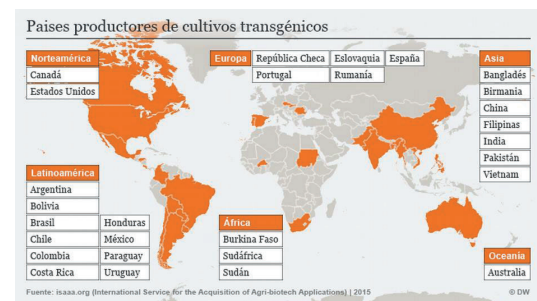 Paises productores de cultivos transgénicos
Norteamérica
Canadá
Estados Unidos
Europa República Checa Eslovaquia España
Portugal Rumanía
Asia
Bangladés
Birmania
China
Filipinas
India
Pakistán
Vietnam
Latinoamérica
Argentina
Bolivia
Brasil Honduras
Chile México
Colombia Paraguay
Costa Rica Uruguay
África
Burkina Faso
Sudáfrica
Sudán
Oceanía
Australia
Fuente: isaaa.org (International Service for the Acquisition of Agri-biotech Applications) | 2015 © DW